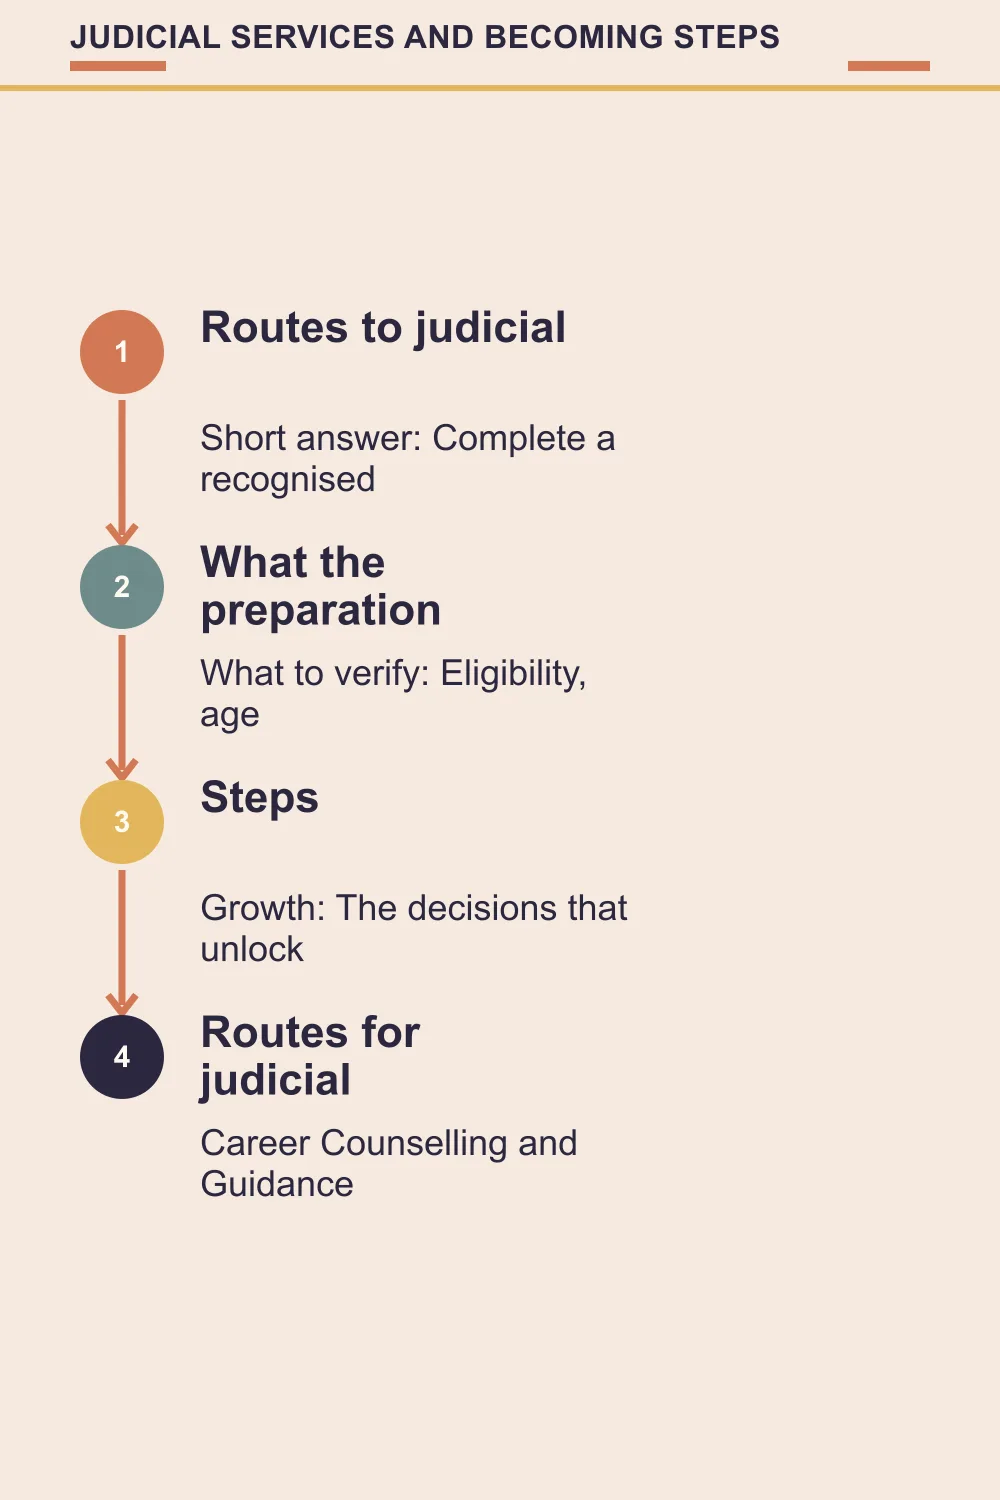 JUDICIAL SERVICES AND BECOMING STEPS
1
Routes to judicial
Short answer: Complete a
recognised
2
What the
preparation
What to verify: Eligibility,
age
3
Steps
Growth: The decisions that
unlock
4
Routes for
judicial
Career Counselling and
Guidance